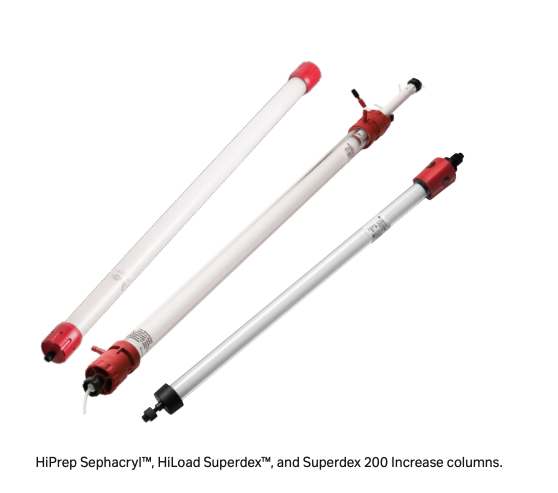 HiPrep Sephacryl™, HiLoad Superdex™, and Superdex 200 Increase columns.